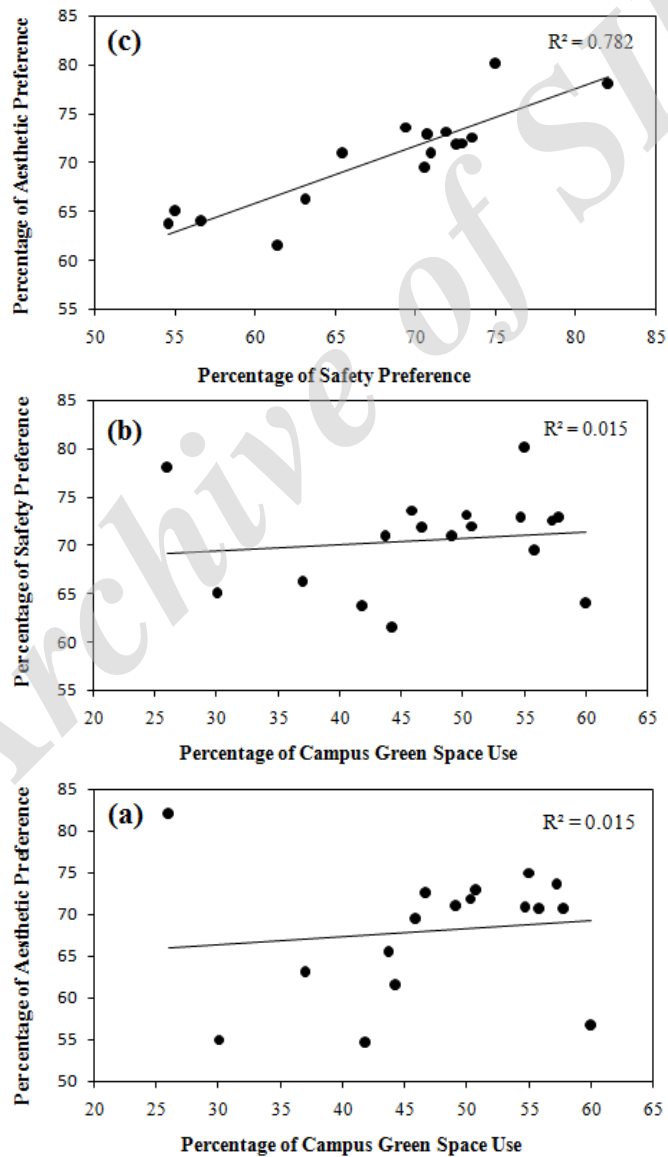 (c)
R² = 0.782
Percentage of Aesthetic Preference
85
80
75
70
65
60
55
50 55 60 65 70 75 80 85
Percentage of Safety Preference
(b)
R² = 0.015
Percentage of Safety Preference
85
80
75
70
65
60
55
20 25 30 35 40 45 50 55 60 65
Percentage of Campus Green Space Use
(a)
R² = 0.015
Percentage of Aesthetic Preference
85
80
75
70
65
60
55
50
20 25 30 35 40 45 50 55 60 65
Percentage of Campus Green Space Use
Archive of SI